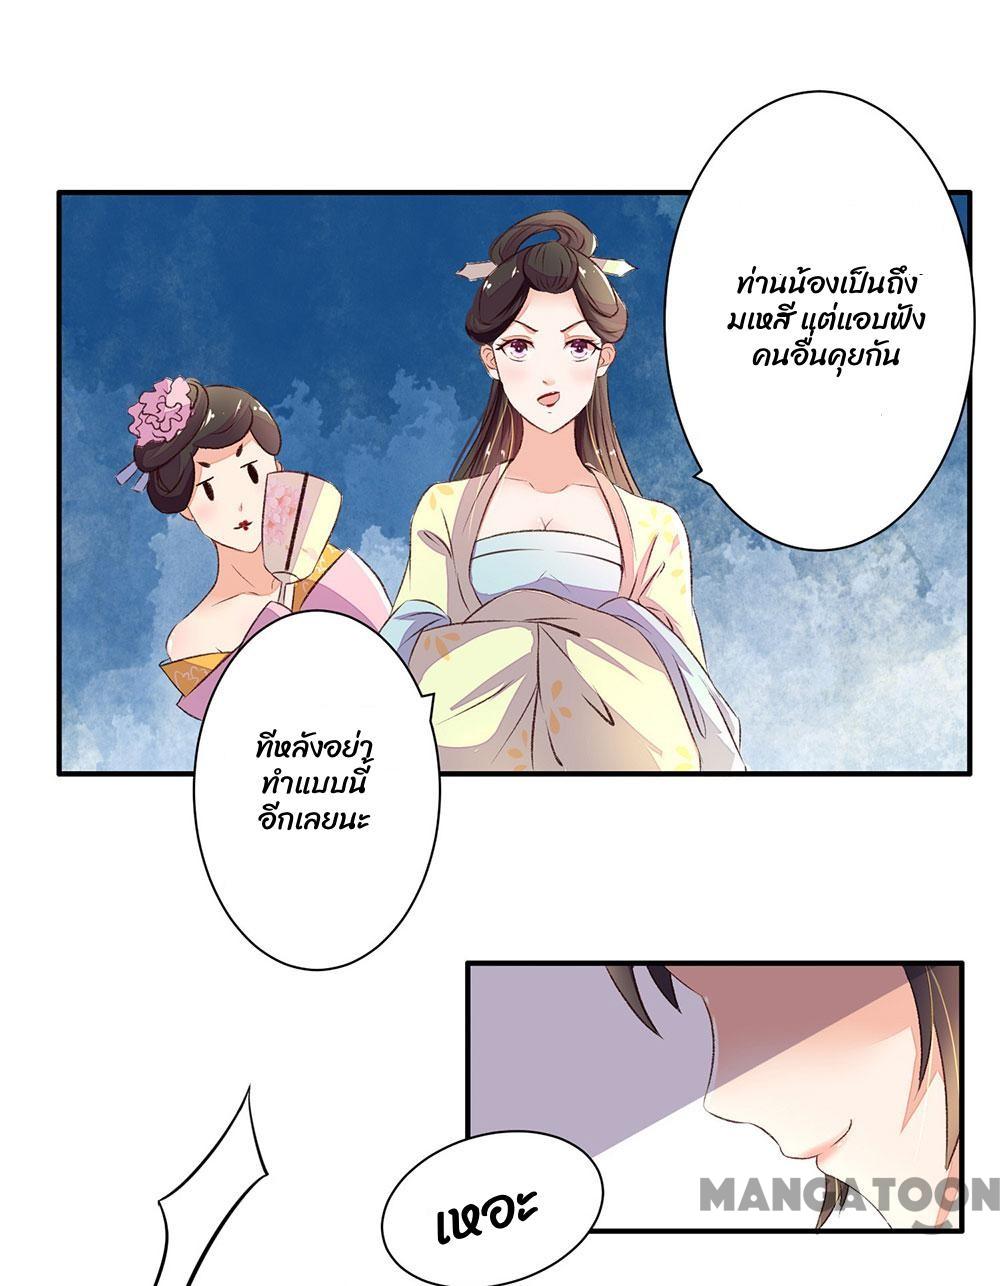 ท่านน้องเป็นถึง
มเหสี แต่แอบฟัง
คนอื่นคุยกัน
ทีหลังอย่า
ทำแบบนี้
อีกเลยนะ
เหอะ
MANGATOON